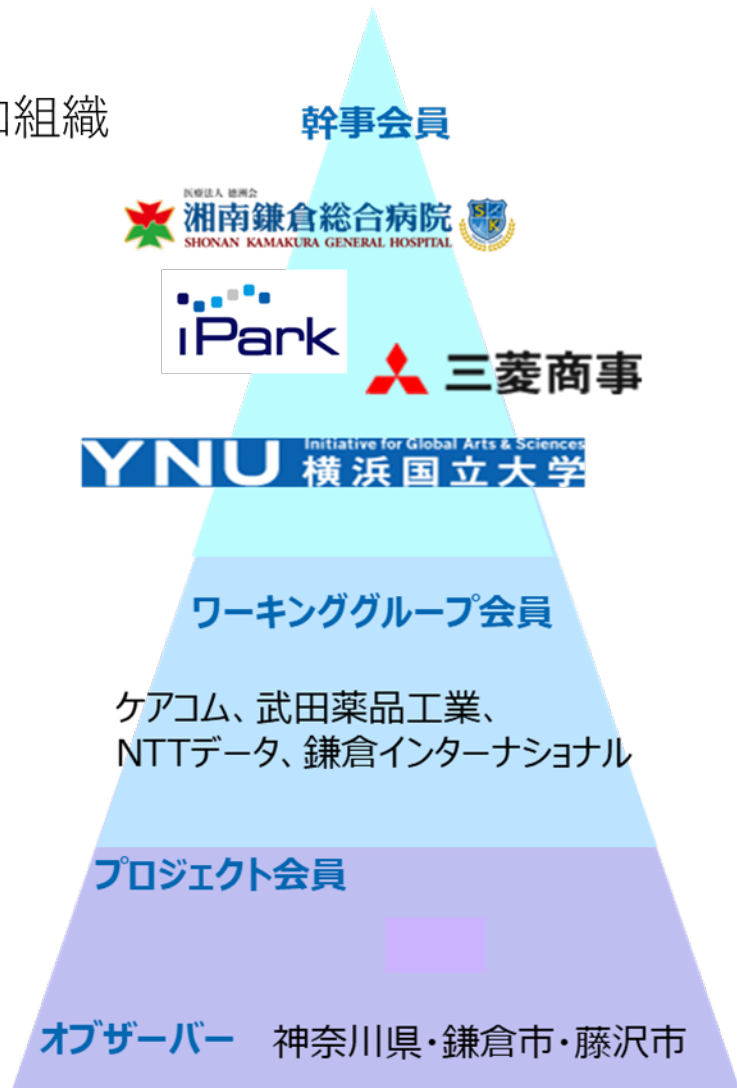 組織
幹事会員
医療法人 徳洲会
湘南鎌倉総合病院
SHONAN KAMAKURA GENERAL HOSPITAL
S K
iPark
三菱商事
YNU
Initiative for Global Arts & Sciences
横浜国立大学
ワーキンググループ会員
ケアコム、武田薬品工業、
NTTデータ、鎌倉インターナショナル
プロジェクト会員
オブザーバー 神奈川県・鎌倉市・藤沢市